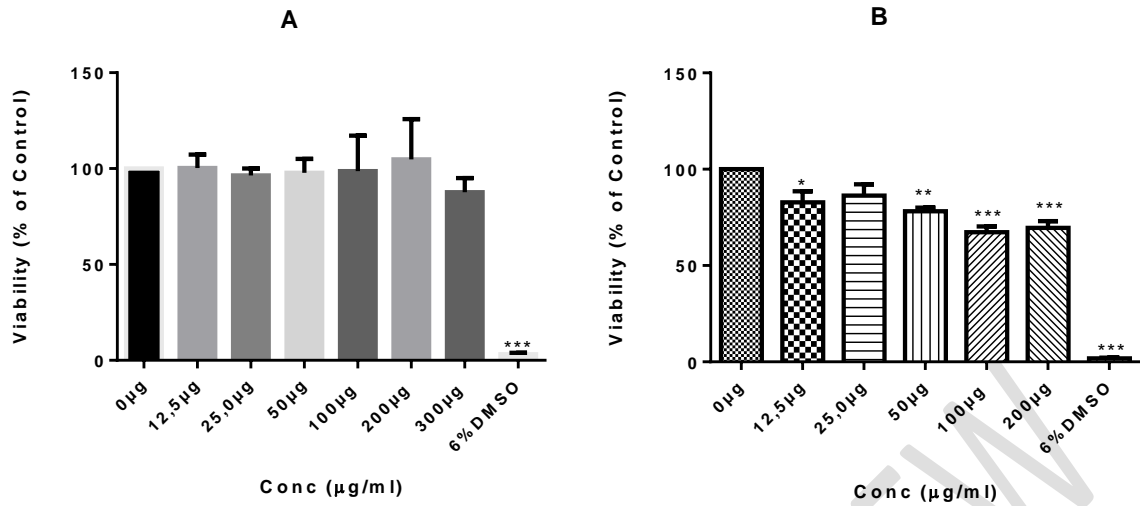 A
Viability (% of Control)
150
100
50
0
***
0µg
12,5µg
25,0µg
50µg
100µg
200µg
300µg
6%DMSO
Conc (µg/ml)
B
Viability (% of Control)
150
100
50
0
*
**
***
***
***
0µg
12,5µg
25,0µg
50µg
100µg
200µg
6%DMSO
Conc (µg/ml)